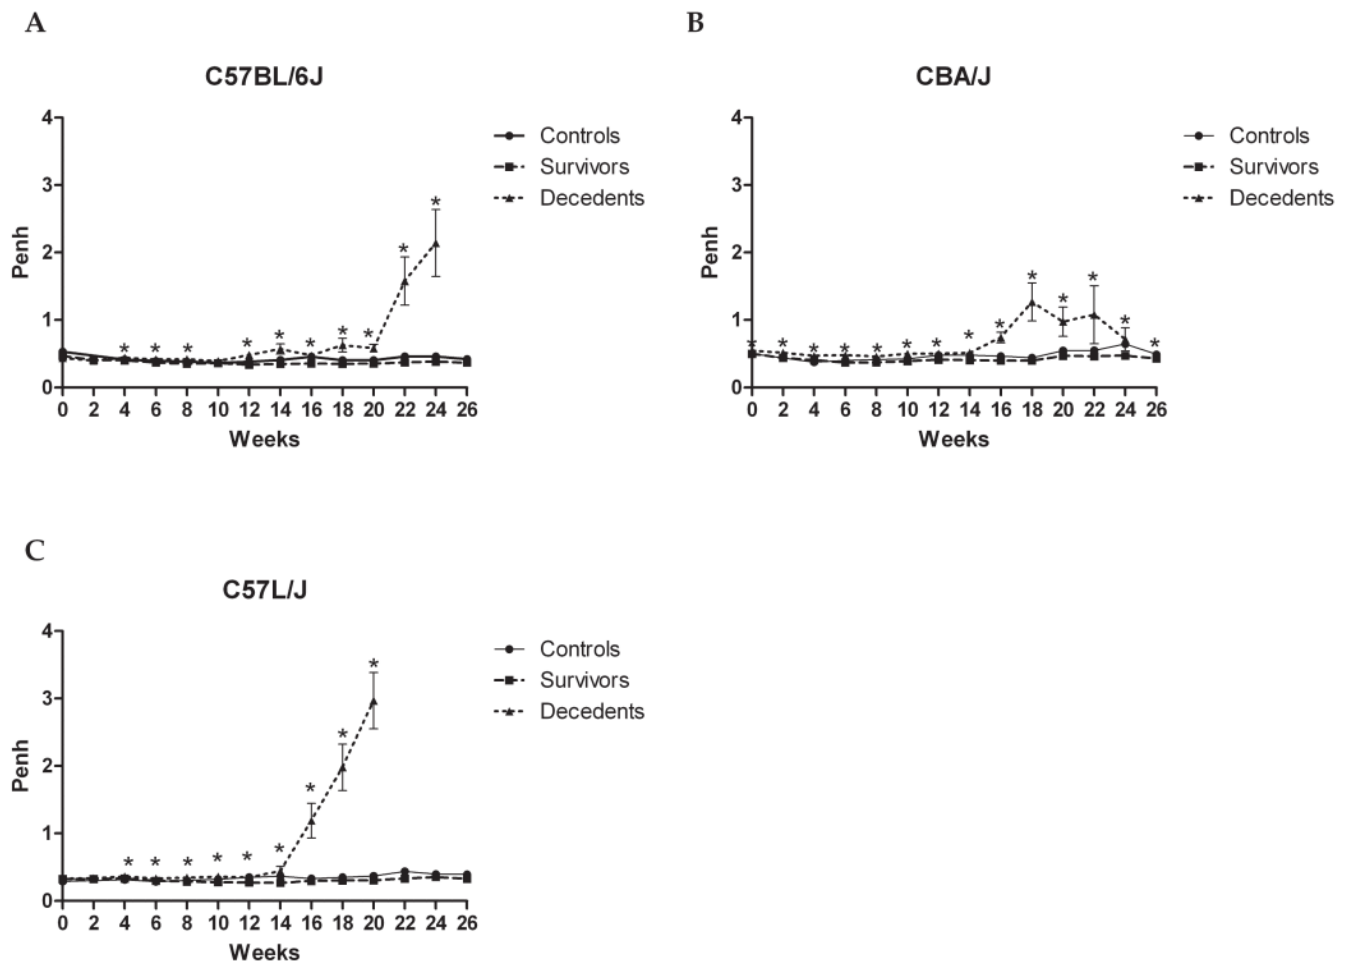 A
C57BL/6J
4
3
2
1
0
Penh
* * * * * * * * * *
0 2 4 6 8 10 12 14 16 18 20 22 24 26
Weeks
Controls
Survivors
Decedents
B
CBA/J
4
3
2
1
0
Penh
* * * * * * * * * * * * * *
0 2 4 6 8 10 12 14 16 18 20 22 24 26
Weeks
Controls
Survivors
Decedents
C
C57L/J
4
3
2
1
0
Penh
* * * * * * * * *
0 2 4 6 8 10 12 14 16 18 20 22 24 26
Weeks
Controls
Survivors
Decedents